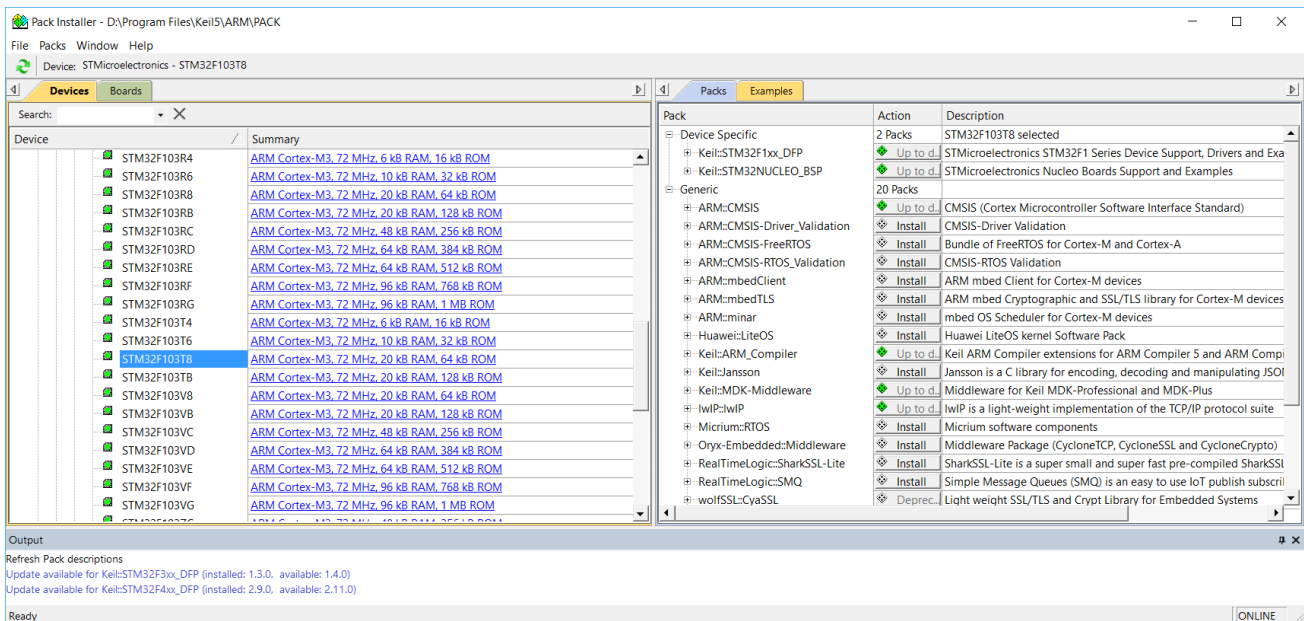 Pack Installer - D:\Program Files\Keil5\ARM\PACK
File Packs Window Help
Device: STMicroelectronics - STM32F103T8
Devices Boards
Search:
Device / Summary
STM32F103R4 ARM Cortex-M3, 72 MHz, 6 kB RAM, 16 kB ROM
STM32F103R6 ARM Cortex-M3, 72 MHz, 10 kB RAM, 32 kB ROM
STM32F103R8 ARM Cortex-M3, 72 MHz, 20 kB RAM, 64 kB ROM
STM32F103RB ARM Cortex-M3, 72 MHz, 20 kB RAM, 128 kB ROM
STM32F103RC ARM Cortex-M3, 72 MHz, 48 kB RAM, 256 kB ROM
STM32F103RD ARM Cortex-M3, 72 MHz, 64 kB RAM, 384 kB ROM
STM32F103RE ARM Cortex-M3, 72 MHz, 64 kB RAM, 512 kB ROM
STM32F103RF ARM Cortex-M3, 72 MHz, 96 kB RAM, 768 kB ROM
STM32F103RG ARM Cortex-M3, 72 MHz, 96 kB RAM, 1 MB ROM
STM32F103T4 ARM Cortex-M3, 72 MHz, 6 kB RAM, 16 kB ROM
STM32F103T6 ARM Cortex-M3, 72 MHz, 10 kB RAM, 32 kB ROM
STM32F103T8 ARM Cortex-M3, 72 MHz, 20 kB RAM, 64 kB ROM
STM32F103TB ARM Cortex-M3, 72 MHz, 20 kB RAM, 128 kB ROM
STM32F103V8 ARM Cortex-M3, 72 MHz, 20 kB RAM, 64 kB ROM
STM32F103VB ARM Cortex-M3, 72 MHz, 20 kB RAM, 128 kB ROM
STM32F103VC ARM Cortex-M3, 72 MHz, 48 kB RAM, 256 kB ROM
STM32F103VD ARM Cortex-M3, 72 MHz, 64 kB RAM, 384 kB ROM
STM32F103VE ARM Cortex-M3, 72 MHz, 64 kB RAM, 512 kB ROM
STM32F103VF ARM Cortex-M3, 72 MHz, 96 kB RAM, 768 kB ROM
STM32F103VG ARM Cortex-M3, 72 MHz, 96 kB RAM, 1 MB ROM
Packs Examples
Pack Action Description
Device Specific 2 Packs STM32F103T8 selected
Keil::STM32F1xx_DFP Up to d.. STMicroelectronics STM32F1 Series Device Support, Drivers and Exa
Keil::STM32NUCLEO_BSP Up to d.. STMicroelectronics Nucleo Boards Support and Examples
Generic 20 Packs
ARM::CMSIS Up to d.. CMSIS (Cortex Microcontroller Software Interface Standard)
ARM::CMSIS-Driver_Validation Install CMSIS-Driver Validation
ARM::CMSIS-FreeRTOS Install Bundle of FreeRTOS for Cortex-M and Cortex-A
ARM::CMSIS-RTOS_Validation Install CMSIS-RTOS Validation
ARM::mbedClient Install ARM mbed Client for Cortex-M devices
ARM::mbedTLS Install ARM mbed Cryptographic and SSL/TLS library for Cortex-M devices
ARM::minar Install mbed OS Scheduler for Cortex-M devices
Huawei::LiteOS Install Huawei LiteOS kernel Software Pack
Keil::ARM_Compiler Up to d.. Keil ARM Compiler extensions for ARM Compiler 5 and ARM Compi
Keil::Jansson Install Jansson is a C library for encoding, decoding and manipulating JSO
Keil::MDK-Middleware Up to d.. Middleware for Keil MDK-Professional and MDK-Plus
lwIP::lwIP Up to d.. lwIP is a light-weight implementation of the TCP/IP protocol suite
Micrium::RTOS Install Micrium software components
Oryx-Embedded::Middleware Install Middleware Package (CycloneTCP, CycloneSSL and CycloneCrypto)
RealTimeLogic::SharkSSL-Lite Install SharkSSL-Lite is a super small and super fast pre-compiled SharkSSL
RealTimeLogic::SMQ Install Simple Message Queues (SMQ) is an easy to use IoT publish subscri
wolfSSL::CyaSSL Deprec.. Light weight SSL/TLS and Crypt Library for Embedded Systems
Output
Refresh Pack descriptions
Update available for Keil::STM32F3xx_DFP (installed: 1.3.0, available: 1.4.0)
Update available for Keil::STM32F4xx_DFP (installed: 2.9.0, available: 2.11.0)
Ready ONLINE